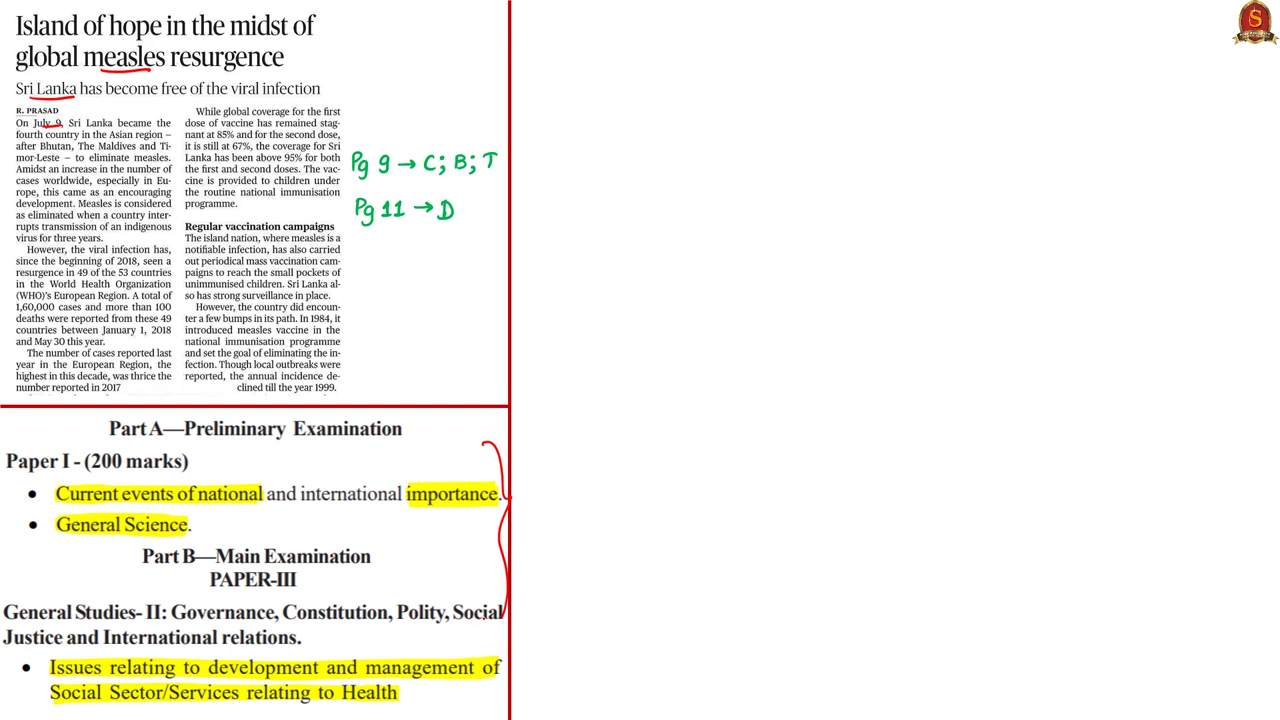 Island of hope in the midst of
global measles resurgence
Sri Lanka has become free of the viral infection
R. PRASAD
On July 9, Sri Lanka became the
fourth country in the Asian region –
after Bhutan, The Maldives and Ti-
mor-Leste – to eliminate measles.
Amidst an increase in the number of
cases worldwide, especially in Eu-
rope, this came as an encouraging
development. Measles is considered
as eliminated when a country inter-
rupts transmission of an indigenous
virus for three years.
However, the viral infection has,
since the beginning of 2018, seen a
resurgence in 49 of the 53 countries
in the World Health Organization
(WHO)'s European Region. A total of
1,60,000 cases and more than 100
deaths were reported from these 49
countries between January 1, 2018
and May 30 this year.
The number of cases reported last
year in the European Region, the
highest in this decade, was thrice the
number reported in 2017
While global coverage for the first
dose of vaccine has remained stag-
nant at 85% and for the second dose,
it is still at 67%, the coverage for Sri
Lanka has been above 95% for both
the first and second doses. The vac-
cine is provided to children under
the routine national immunisation
programme.
Regular vaccination campaigns
The island nation, where measles is a
notifiable infection, has also carried
out periodical mass vaccination cam-
paigns to reach the small pockets of
unimmunised children. Sri Lanka al-
so has strong surveillance in place.
However, the country did encoun-
ter a few bumps in its path. In 1984, it
introduced measles vaccine in the
national immunisation programme
and set the goal of eliminating the in-
fection. Though local outbreaks were
reported, the annual incidence de-
clined till the year 1999.
Pg 9 → C; B; T
Pg 11 → D
Part A—Preliminary Examination
Paper I - (200 marks)
• Current events of national and international importance.
• General Science.
Part B—Main Examination
PAPER-III
General Studies- II: Governance, Constitution, Polity, Social
Justice and International relations.
• Issues relating to development and management of
Social Sector/Services relating to Health